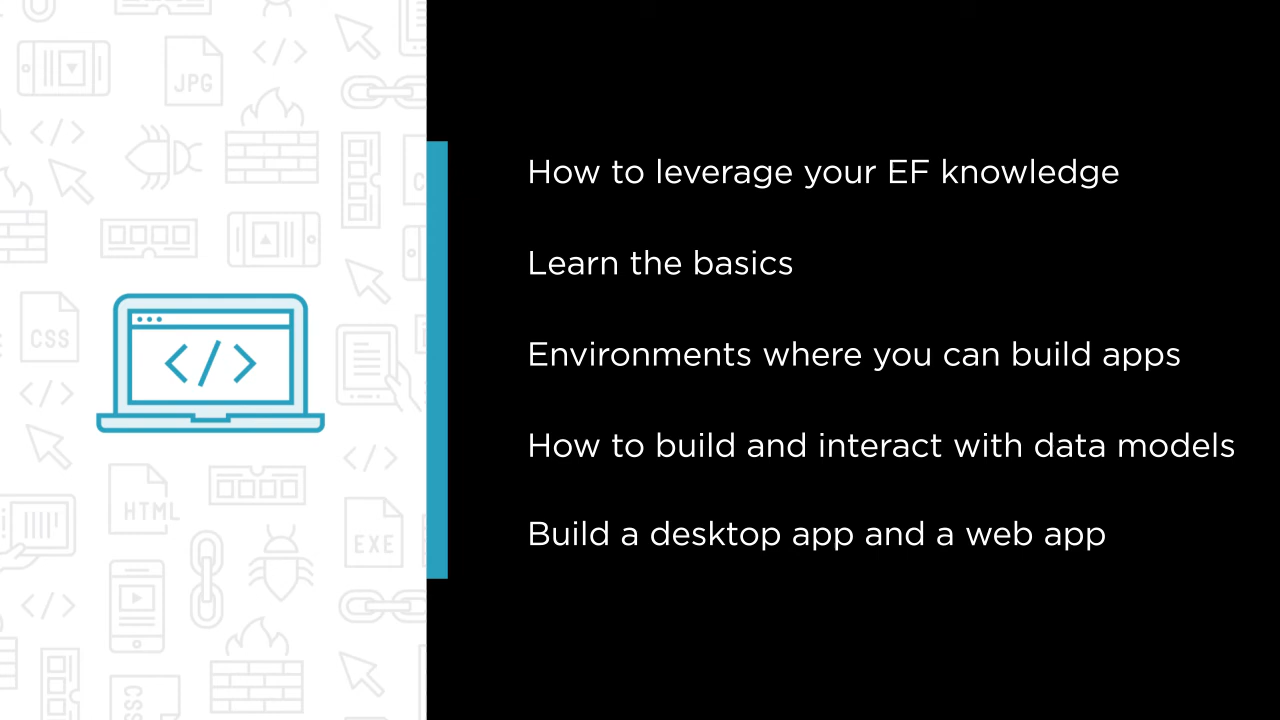 JPG
How to leverage your EF knowledge
Learn the basics
CSS
Environments where you can build apps
How to build and interact with data models
HTML
EXE
Build a desktop app and a web app
CSS